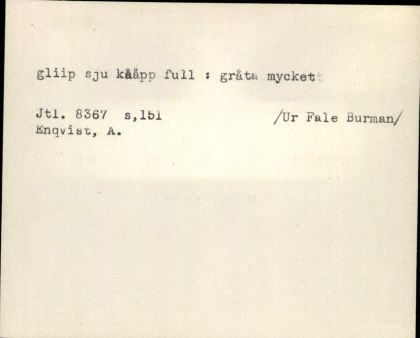 gliip sju kååpp full : gråta mycket
Jtl. 8367 s,151 /Ur Fale Burman/
Enqvist, A.